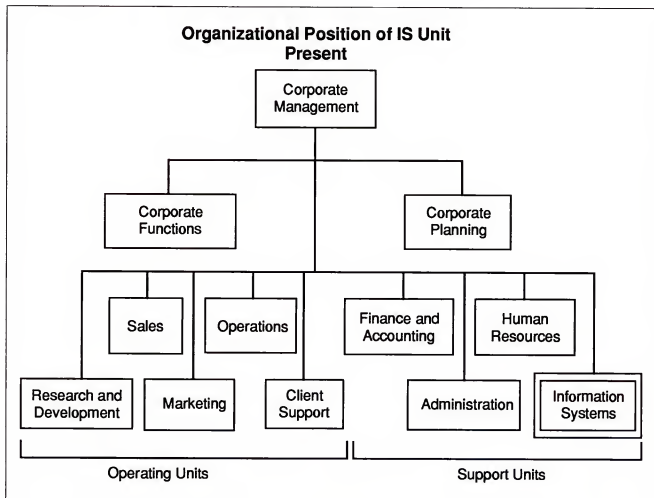 Organizational Position of IS Unit
Present
Corporate
Management
Corporate
Functions
Corporate
Planning
Sales
Operations
Finance and
Accounting
Human
Resources
Research and
Development
Marketing
Client
Support
Administration
Information
Systems
Operating Units
Support Units